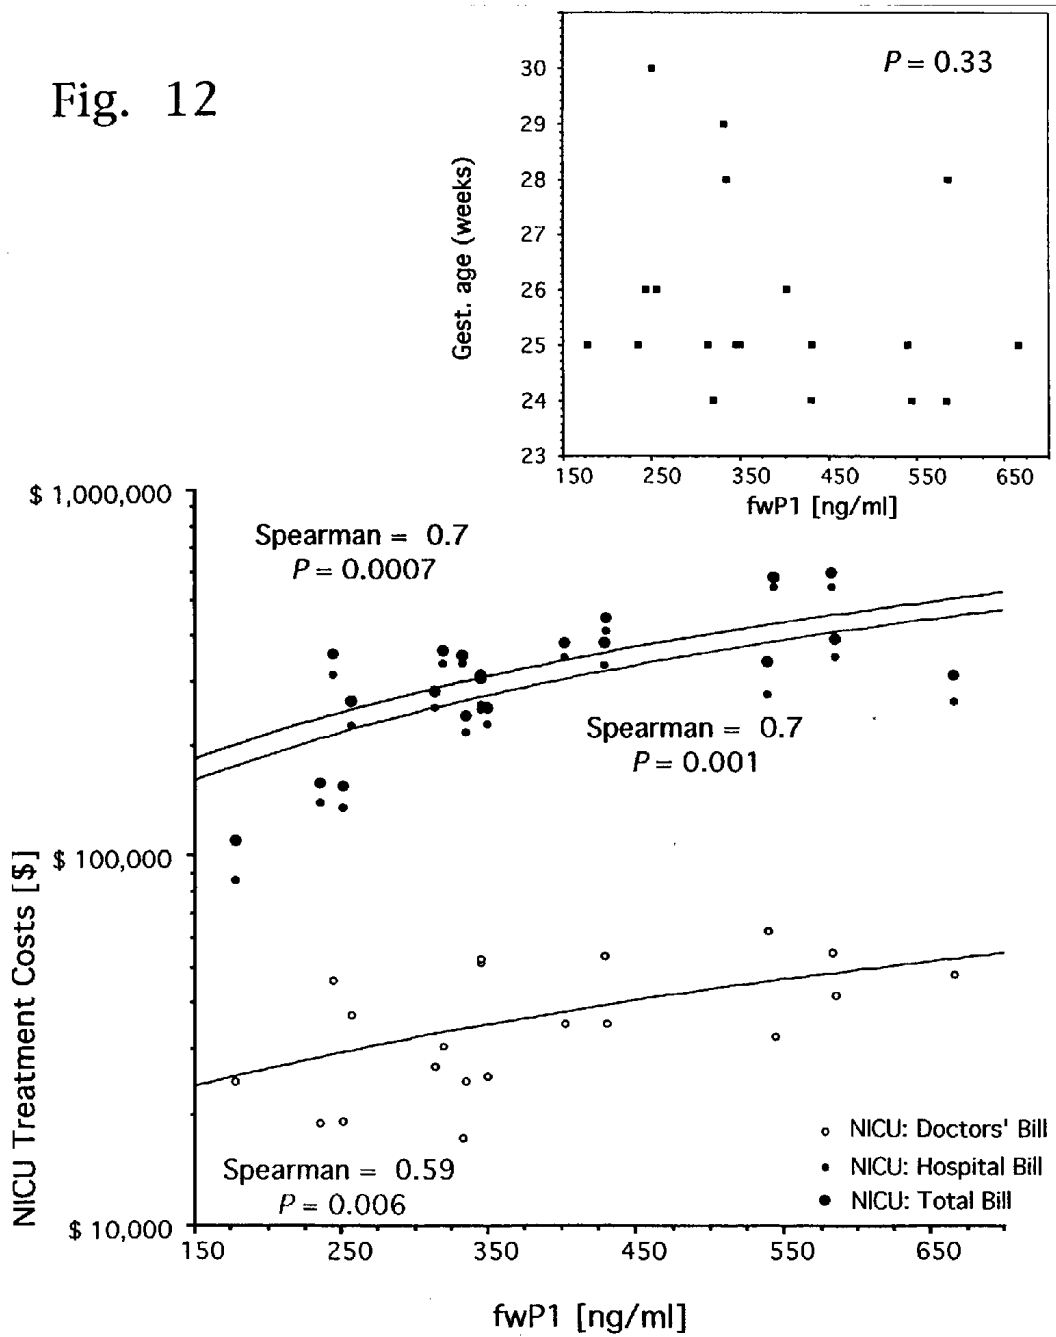 Fig. 12
P = 0.33
30
29
28
27
26
25
24
23
Gest. age (weeks)
150 250 350 450 550 650
fwP1 [ng/ml]
$ 1,000,000
Spearman = 0.7
P = 0.0007
Spearman = 0.7
P = 0.001
$ 100,000
NICU Treatment Costs [$]
NICU: Doctors' Bill
NICU: Hospital Bill
NICU: Total Bill
Spearman = 0.59
P = 0.006
$ 10,000
150 250 350 450 550 650
fwP1 [ng/ml]